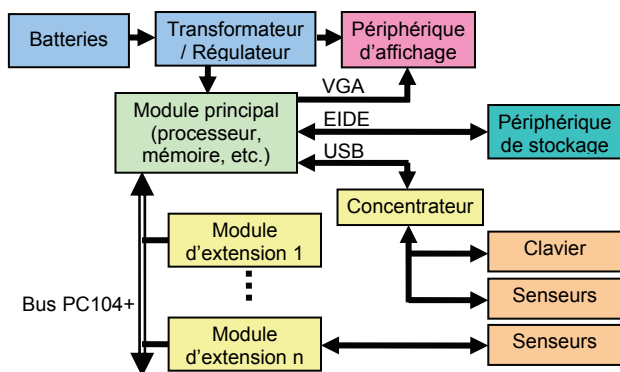 Batteries
Transformateur
/ Régulateur
Périphérique
d'affichage
VGA
Module principal
(processeur,
mémoire, etc.)
EIDE
USB
Périphérique
de stockage
Concentrateur
Module
d'extension 1
Clavier
Bus PC104+
Senseurs
Module
d'extension n
Senseurs